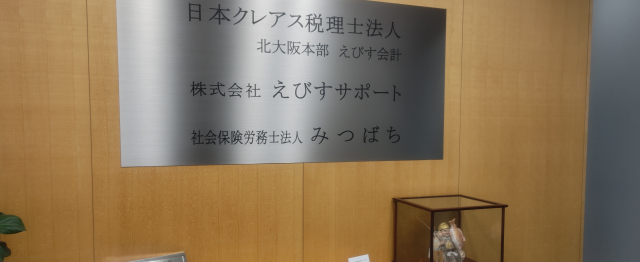 日本クレアス税理士法人
北大阪本部 えびす会計
株式会社 えびすサポート
社会保険労務士法人 みつばち